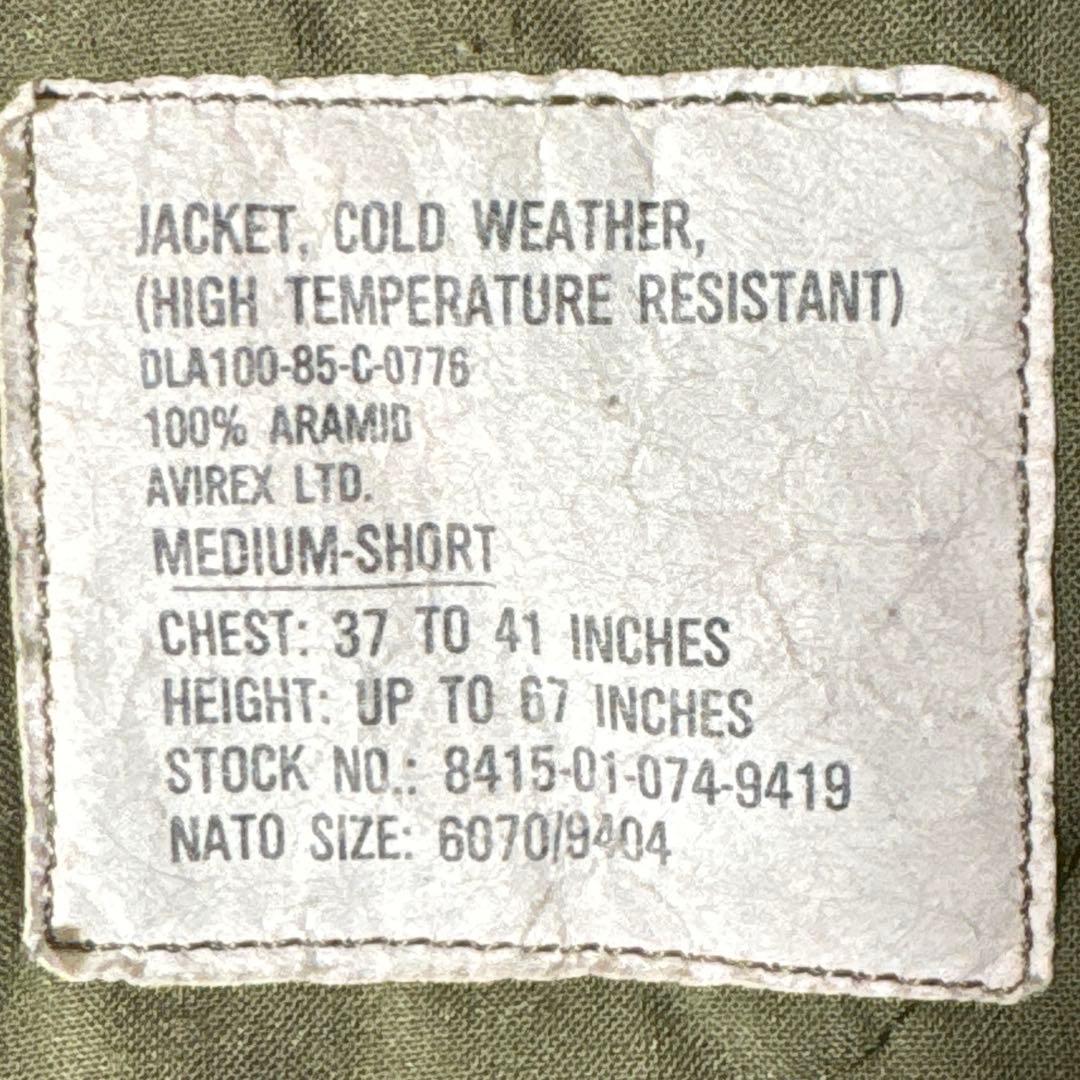 JACKET, COLD WEATHER,
(HIGH TEMPERATURE RESISTANT)
DLA100-85-C-0776
100% ARAMID
AVIREX LTD.
MEDIUM-SHORT
CHEST: 37 TO 41 INCHES
HEIGHT: UP TO 67 INCHES
STOCK NO.: 8415-01-074-9419
NATO SIZE: 6070/9404